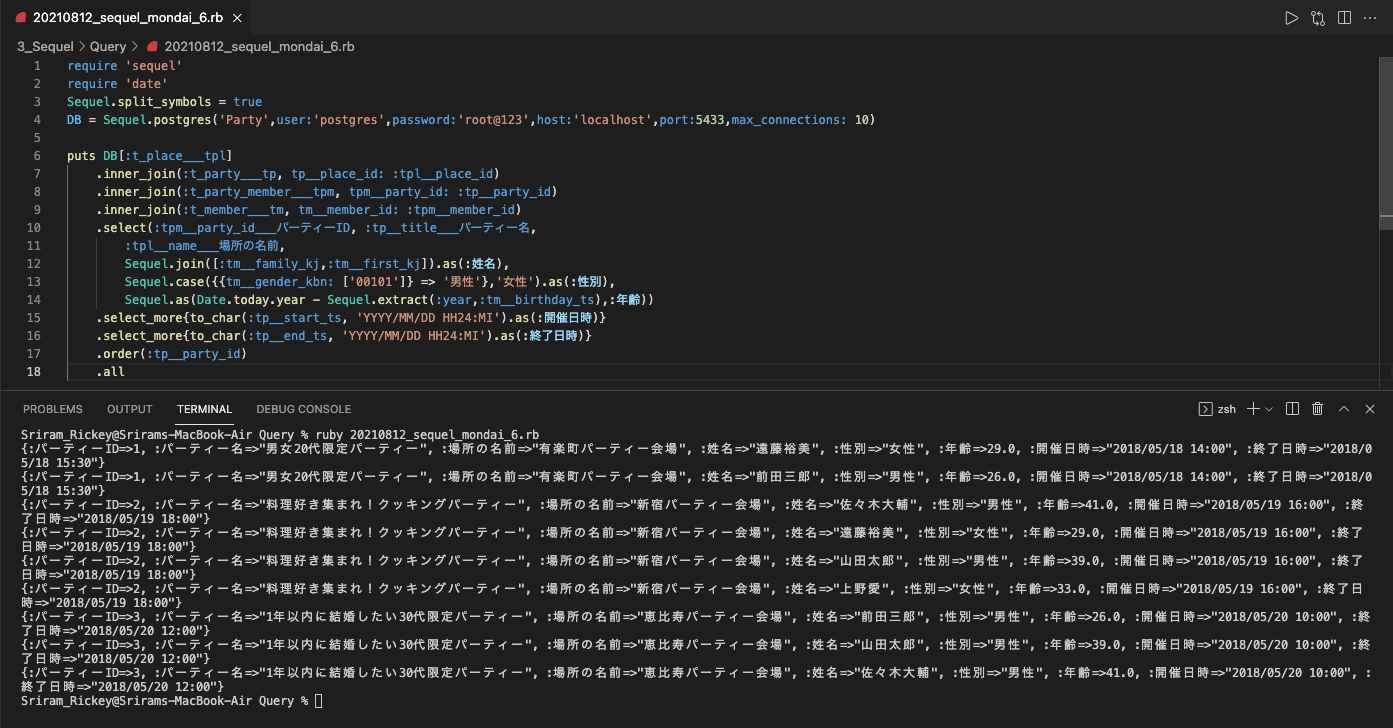 20210812_sequel_mondai_6.rb
3_Sequel > Query > 20210812_sequel_mondai_6.rb
1 require 'sequel'
2 require 'date'
3 Sequel.split_symbols = true
4 DB = Sequel.postgres('Party',user:'postgres',password:'root@123',host:'localhost',port:5433,max_connections: 10)
5
6 puts DB[:t_place___tpl]
7 .inner_join(:t_party___tp, tp__place_id: :tpl__place_id)
8 .inner_join(:t_party_member___tpm, tpm__party_id: :tp__party_id)
9 .inner_join(:t_member___tm, tm__member_id: :tpm__member_id)
10 .select(:tpm__party_id___パーティーID, :tp__title___パーティー名,
11 :tpl__name___場所の名前,
12 Sequel.join([:tm__family_kj,:tm__first_kj]).as(:姓名),
13 Sequel.case({{tm__gender_kbn: ['00101']} => '男性'},'女性').as(:性別),
14 Sequel.as(Date.today.year - Sequel.extract(:year,:tm__birthday_ts),:年齢))
15 .select_more{to_char(:tp__start_ts, 'YYYY/MM/DD HH24:MI').as(:開催日時)}
16 .select_more{to_char(:tp__end_ts, 'YYYY/MM/DD HH24:MI').as(:終了日時)}
17 .order(:tp__party_id)
18 .all
PROBLEMS OUTPUT TERMINAL DEBUG CONSOLE zsh
Sriram_Rickey@Srirams-MacBook-Air Query % ruby 20210812_sequel_mondai_6.rb
{:パーティーID=>1, :パーティー名=>"男女20代限定パーティー", :場所の名前=>"有楽町パーティー会場", :姓名=>"遠藤裕美", :性別=>"女性", :年齢=>29.0, :開催日時=>"2018/05/18 14:00", :終了日時=>"2018/0
5/18 15:30"}
{:パーティーID=>1, :パーティー名=>"男女20代限定パーティー", :場所の名前=>"有楽町パーティー会場", :姓名=>"前田三郎", :性別=>"男性", :年齢=>26.0, :開催日時=>"2018/05/18 14:00", :終了日時=>"2018/0
5/18 15:30"}
{:パーティーID=>2, :パーティー名=>"料理好き集まれ！クッキングパーティー", :場所の名前=>"新宿パーティー会場", :姓名=>"佐々木大輔", :性別=>"男性", :年齢=>41.0, :開催日時=>"2018/05/19 16:00", :終
了日時=>"2018/05/19 18:00"}
{:パーティーID=>2, :パーティー名=>"料理好き集まれ！クッキングパーティー", :場所の名前=>"新宿パーティー会場", :姓名=>"遠藤裕美", :性別=>"女性", :年齢=>29.0, :開催日時=>"2018/05/19 16:00", :終了
日時=>"2018/05/19 18:00"}
{:パーティーID=>2, :パーティー名=>"料理好き集まれ！クッキングパーティー", :場所の名前=>"新宿パーティー会場", :姓名=>"山田太郎", :性別=>"男性", :年齢=>39.0, :開催日時=>"2018/05/19 16:00", :終了
日時=>"2018/05/19 18:00"}
{:パーティーID=>2, :パーティー名=>"料理好き集まれ！クッキングパーティー", :場所の名前=>"新宿パーティー会場", :姓名=>"上野愛", :性別=>"女性", :年齢=>33.0, :開催日時=>"2018/05/19 16:00", :終了日
時=>"2018/05/19 18:00"}
{:パーティーID=>3, :パーティー名=>"1年以内に結婚したい30代限定パーティー", :場所の名前=>"恵比寿パーティー会場", :姓名=>"前田三郎", :性別=>"男性", :年齢=>26.0, :開催日時=>"2018/05/20 10:00", :終
了日時=>"2018/05/20 12:00"}
{:パーティーID=>3, :パーティー名=>"1年以内に結婚したい30代限定パーティー", :場所の名前=>"恵比寿パーティー会場", :姓名=>"山田太郎", :性別=>"男性", :年齢=>39.0, :開催日時=>"2018/05/20 10:00", :終
了日時=>"2018/05/20 12:00"}
{:パーティーID=>3, :パーティー名=>"1年以内に結婚したい30代限定パーティー", :場所の名前=>"恵比寿パーティー会場", :姓名=>"佐々木大輔", :性別=>"男性", :年齢=>41.0, :開催日時=>"2018/05/20 10:00", :
終了日時=>"2018/05/20 12:00"}
Sriram_Rickey@Srirams-MacBook-Air Query %